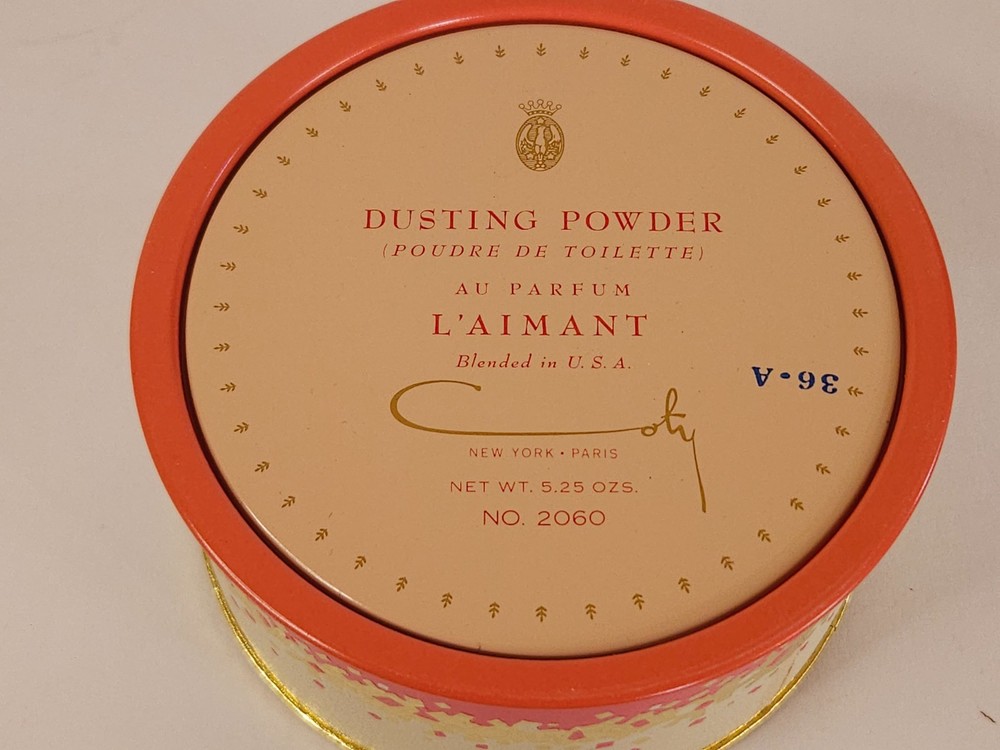 DUSTING POWDER
(POUDRE DE TOILETTE)
AU PARFUM
L'AIMANT
Blended in U.S.A.
36•A
Coty
NEW YORK • PARIS
NET WT. 5.25 OZS.
NO. 2060